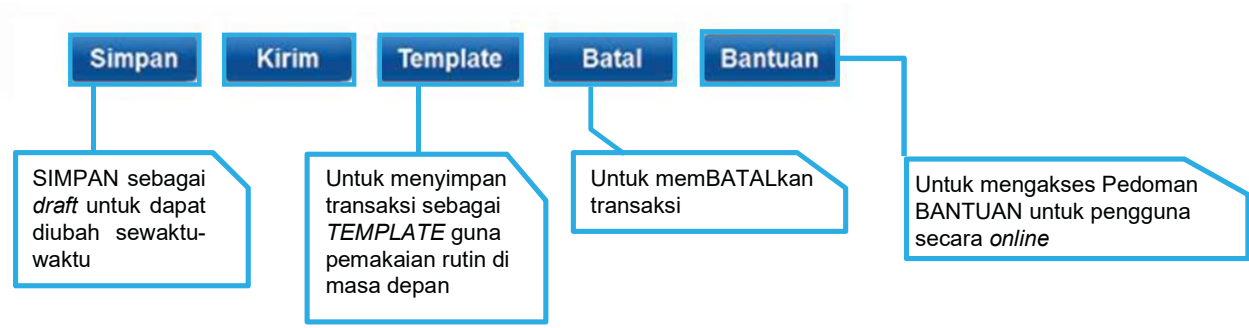 Simpan Kirim Template Batal Bantuan
SIMPAN sebagai
draft untuk dapat
diubah sewaktu-
waktu
Untuk menyimpan
transaksi sebagai
TEMPLATE guna
pemakaian rutin di
masa depan
Untuk memBATALkan
transaksi
Untuk mengakses Pedoman
BANTUAN untuk pengguna
secara online